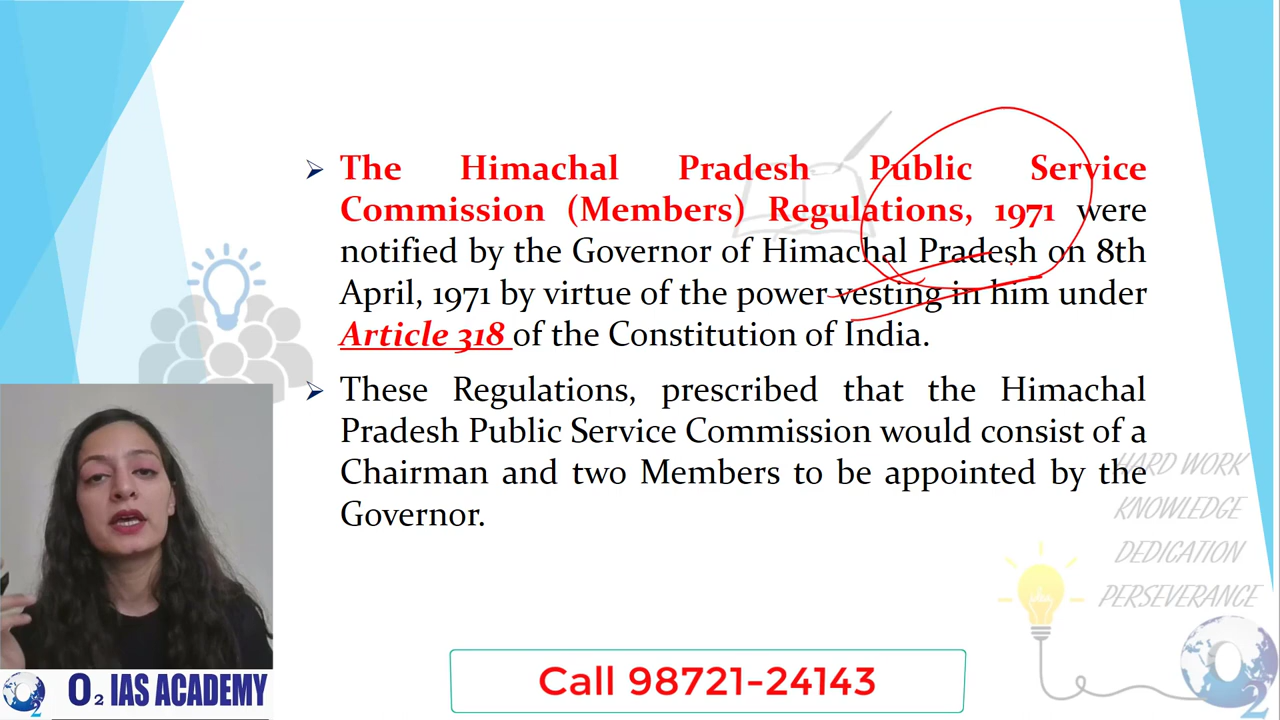 The Himachal Pradesh Public Service
Commission (Members) Regulations, 1971 were
notified by the Governor of Himachal Pradesh on 8th
April, 1971 by virtue of the power vesting in him under
Article 318 of the Constitution of India.
These Regulations, prescribed that the Himachal
Pradesh Public Service Commission would consist of a
Chairman and two Members to be appointed by the
Governor.
HARD WORK
KNOWLEDGE
DEDICATION
PERSEVERANCE
O2 IAS ACADEMY
2
Call 98721-24143
2